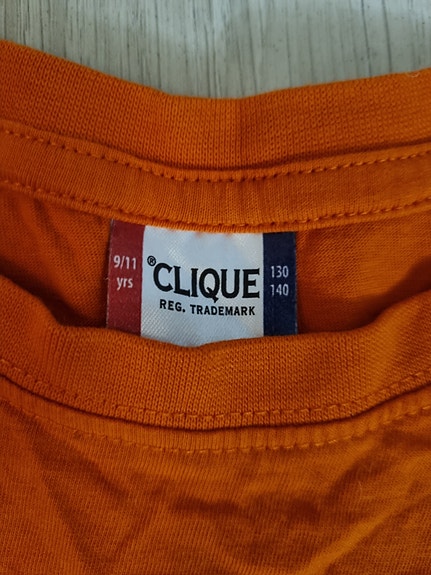 9/11
yrs
®CLIQUE
REG. TRADEMARK
130
140